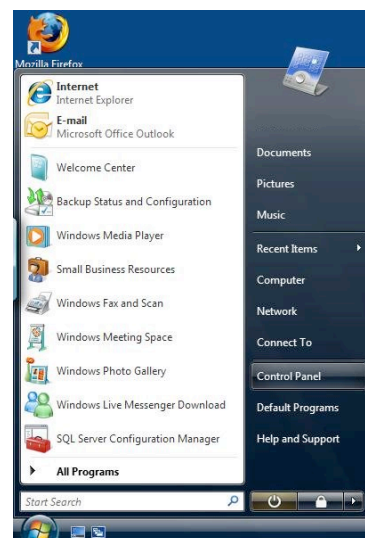 Mozilla Firefox
Internet
Internet Explorer
E-mail
Microsoft Office Outlook
Welcome Center
Backup Status and Configuration
Windows Media Player
Small Business Resources
Windows Fax and Scan
Windows Meeting Space
Windows Photo Gallery
Windows Live Messenger Download
SQL Server Configuration Manager
All Programs
Start Search
Documents
Pictures
Music
Recent Items
Computer
Network
Connect To
Control Panel
Default Programs
Help and Support